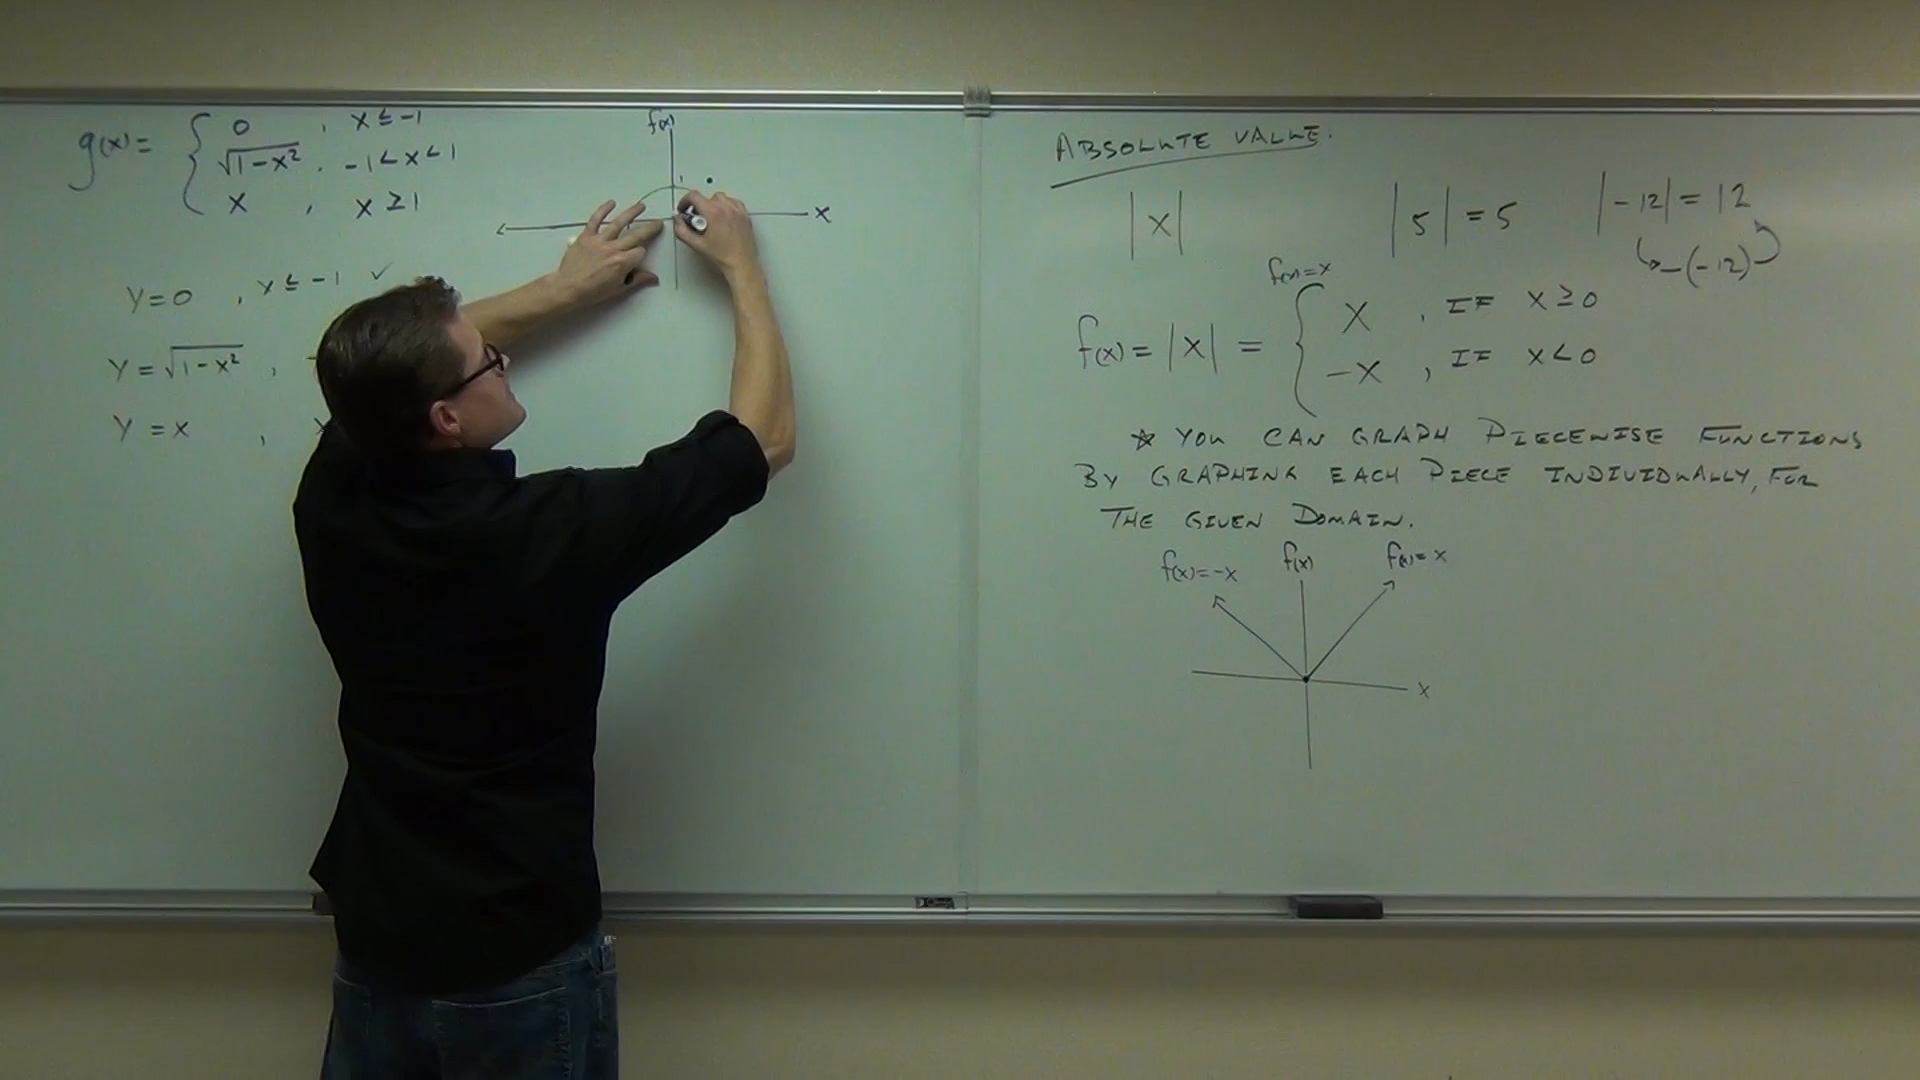 g(x) = { 0 , x ≤ -1
√(1-x²) , -1 < x < 1
x , x ≥ 1
y = 0 , x ≤ -1 ✓
y = √(1-x²) ,
y = x ,
f(x)
1
x
ABSOLUTE VALUE.
|x| |5| = 5 |-12| = 12
-(-12)
f(x) = x
f(x) = |x| = { x , IF x ≥ 0
-x , IF x < 0
☆ YOU CAN GRAPH PIECEWISE FUNCTIONS
BY GRAPHING EACH PIECE INDIVIDUALLY, FOR
THE GIVEN DOMAIN.
f(x) = -x f(x) f(x) = x
x